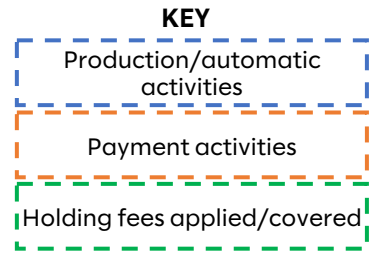 KEY
Production/automatic
activities
Payment activities
Holding fees applied/covered